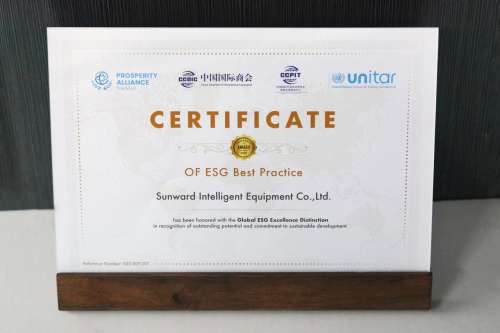 PROSPERITY
ALLIANCE
CCOIC
中国国际商会
CCPIT
unitar
CERTIFICATE
AWARD
OF ESG Best Practice
Sunward Intelligent Equipment Co.,Ltd.
has been honored with the Global ESG Excellence Distinction
in recognition of outstanding potential and commitment to sustainable development